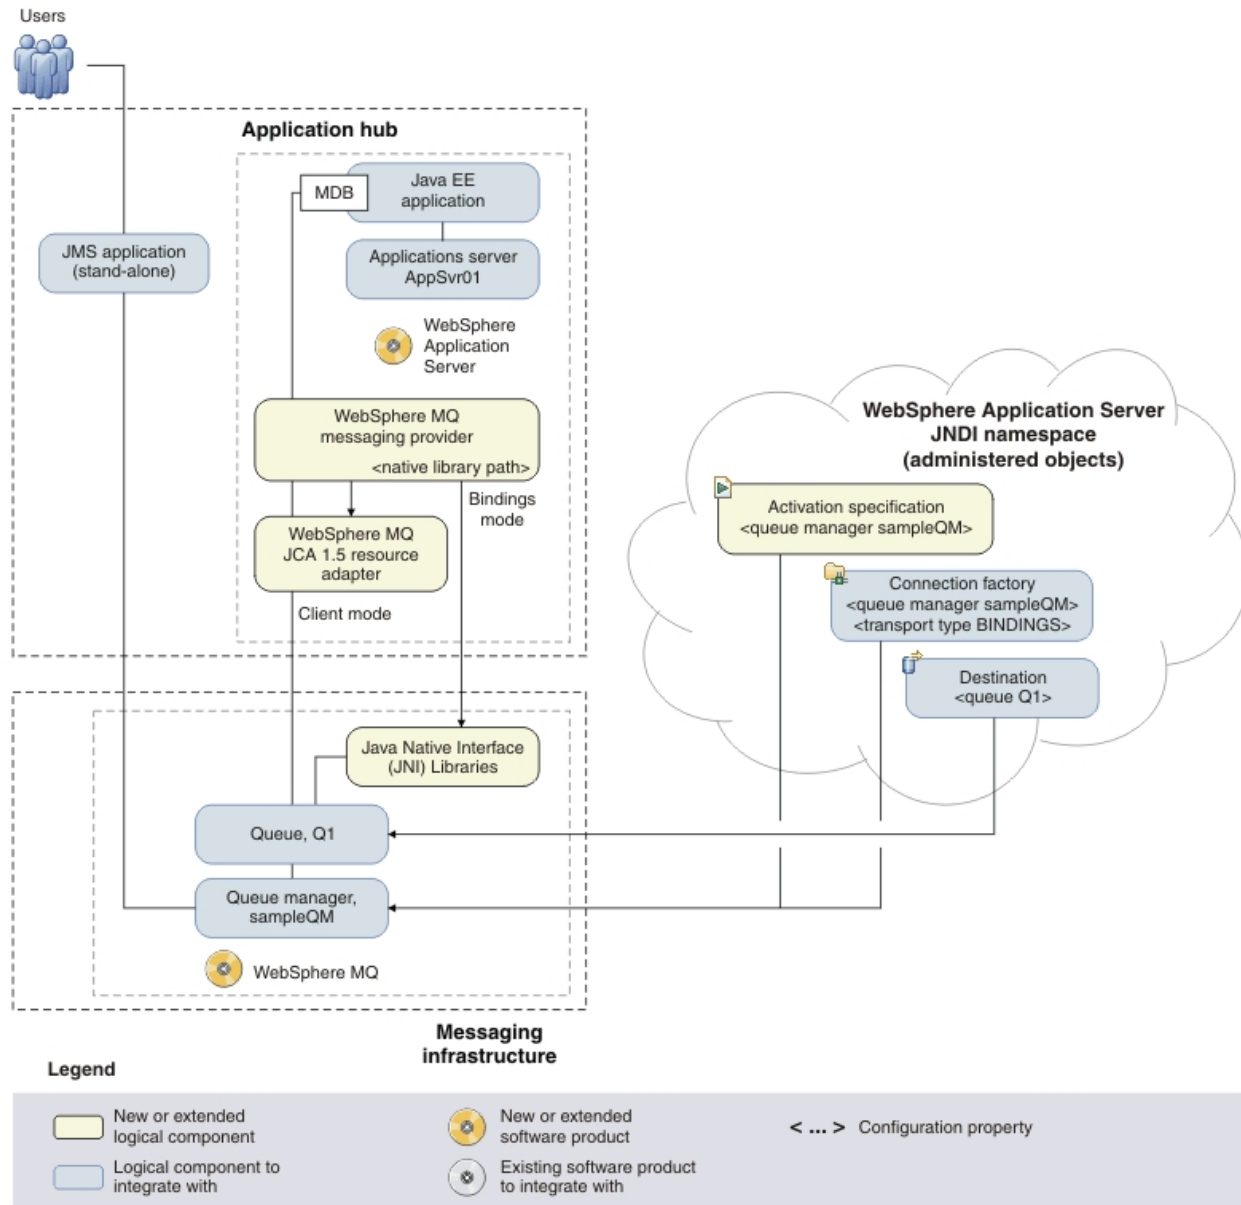 Users
Application hub
MDB
Java EE
application
JMS application
(stand-alone)
Applications server
AppSvr01
WebSphere
Application
Server
WebSphere MQ
messaging provider
<native library path>
Bindings
mode
WebSphere MQ
JCA 1.5 resource
adapter
Client mode
WebSphere Application Server
JNDI namespace
(administered objects)
Activation specification
<queue manager sampleQM>
Connection factory
<queue manager sampleQM>
<transport type BINDINGS>
Destination
<queue Q1>
Java Native Interface
(JNI) Libraries
Queue, Q1
Queue manager,
sampleQM
WebSphere MQ
Messaging
infrastructure
Legend
New or extended
logical component
Logical component to
integrate with
New or extended
software product
Existing software product
to integrate with
< ... > Configuration property